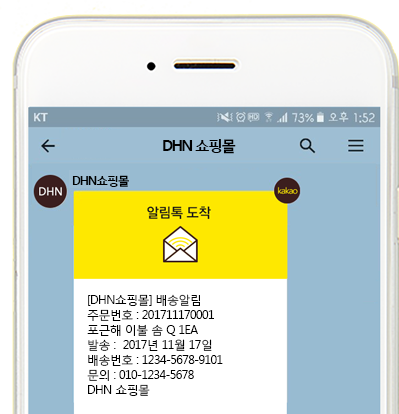 KT 73% 오후 1:52
DHN 쇼핑몰
DHN DHN쇼핑몰
kakao
알림톡 도착
[DHN쇼핑몰] 배송알림
주문번호 : 201711170001
포근해 이불 솜 Q 1EA
발송 : 2017년 11월 17일
배송번호 : 1234-5678-9101
문의 : 010-1234-5678
DHN 쇼핑몰